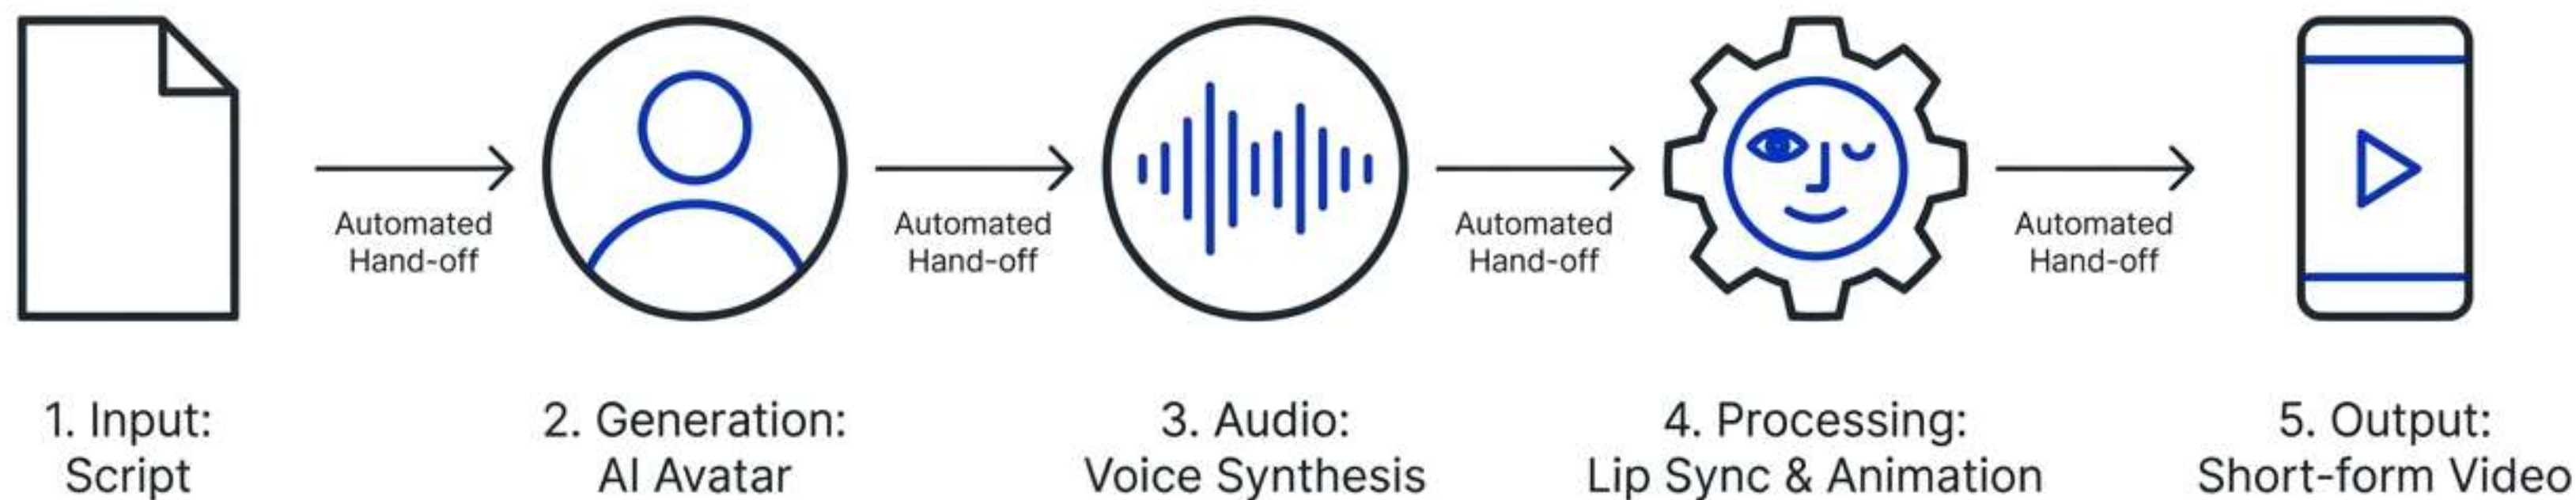 Automated
Hand-off
Automated
Hand-off
Automated
Hand-off
Automated
Hand-off
1. Input:
Script
2. Generation:
AI Avatar
3. Audio:
Voice Synthesis
4. Processing:
Lip Sync & Animation
5. Output:
Short-form Video